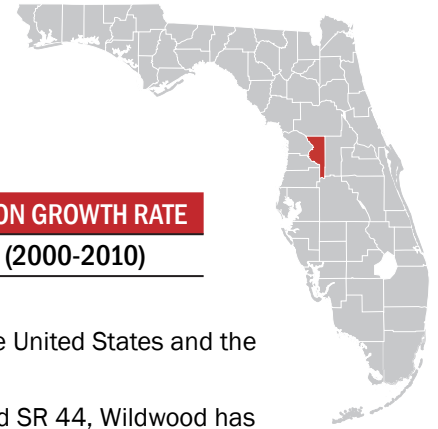 ON GROWTH RATE
(2000-2010)
e United States and the
d SR 44, Wildwood has